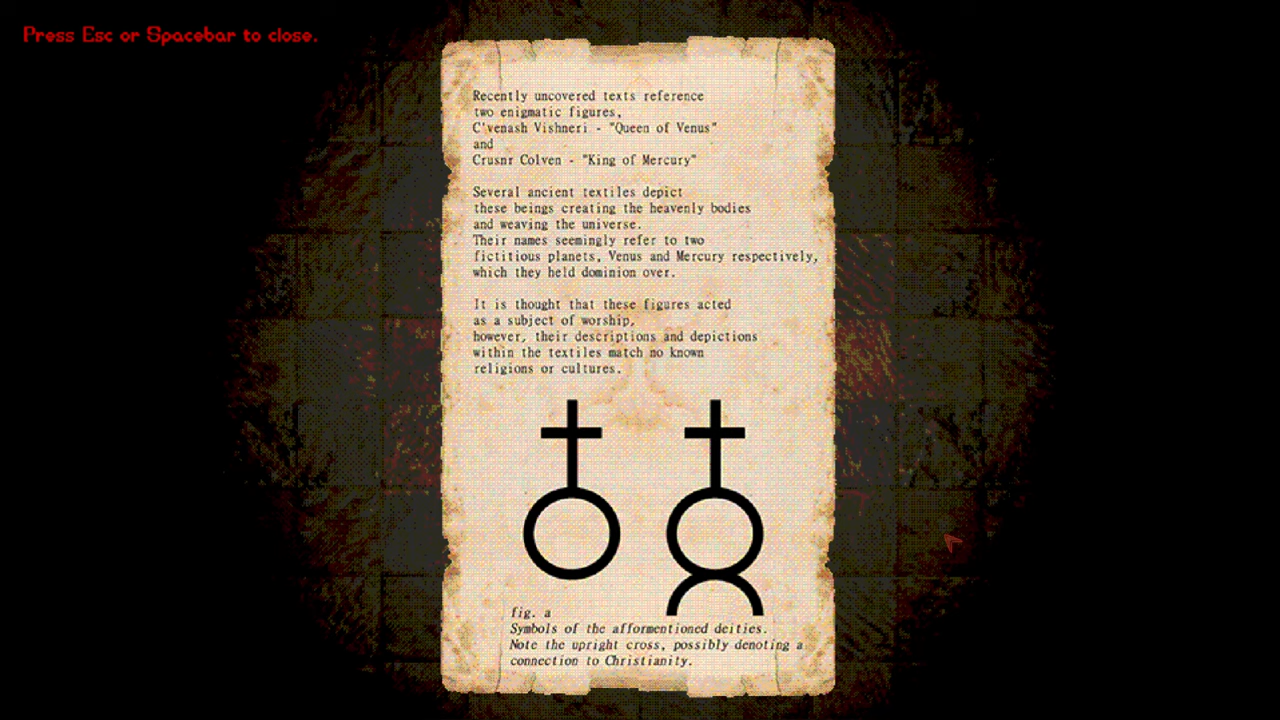 Press Esc or Spacebar to close.
Recently uncovered texts reference
two enigmatic figures,
C'venash Vishneri - "Queen of Venus"
and
Crusnr Colven - "King of Mercury"
Several ancient textiles depict
these beings creating the heavenly bodies
and weaving the universe.
Their names seemingly refer to two
fictitious planets, Venus and Mercury respectively,
which they held dominion over.
It is thought that these figures acted
as a subject of worship,
however, their descriptions and depictions
within the textiles match no known
religions or cultures.
fig. a
Symbols of the afformentioned deities.
Note the upright cross, possibly denoting a
connection to Christianity.